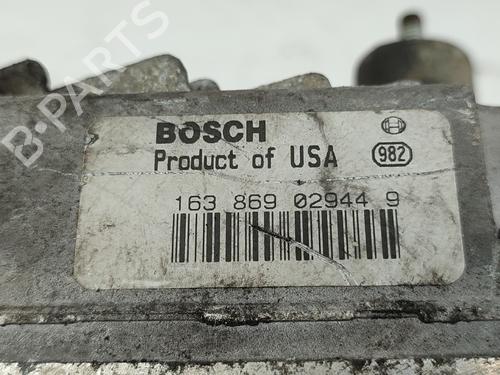 B-PARTS
BOSCH
Product of USA
982
163 869 02944 9